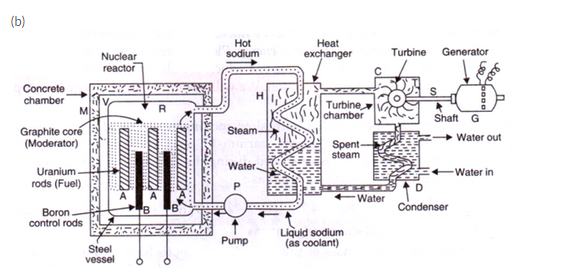 (b)
Nuclear
reactor
Hot
sodium
Heat
exchanger
Turbine
Generator
Concrete
chamber
M
V
R
H
C
Turbine
chamber
S
Shaft
G
Graphite core
(Moderator)
Steam
Spent
steam
Water out
Uranium
rods (Fuel)
Water
Water in
A
A
A
P
D
Water
Condenser
Boron
control rods
B
B
Pump
Liquid sodium
(as coolant)
Steel
vessel